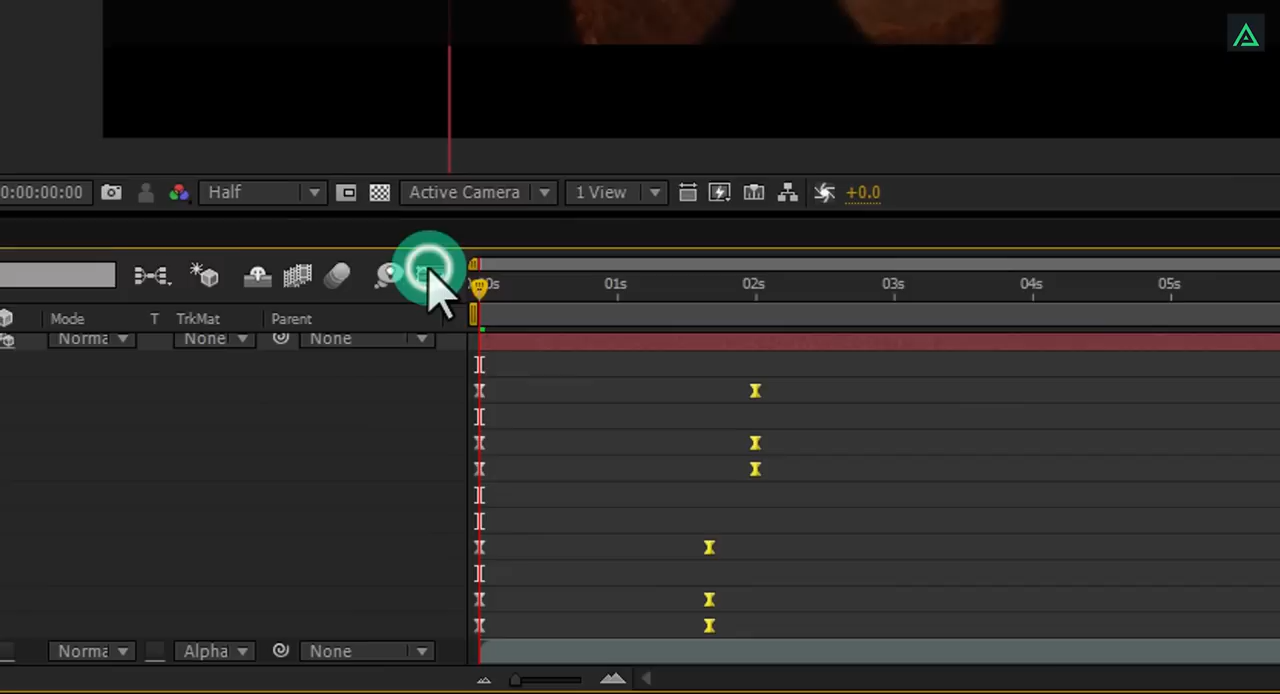 0:00:00:00 Half Active Camera 1 View +0.0
01s 02s 03s 04s 05s
Mode T TrkMat Parent
Norma None None
Norma Alpha None